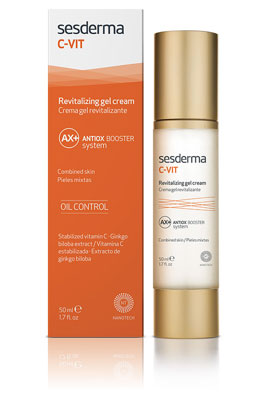 sesderma
C-VIT
Revitalizing gel cream
Crema gel revitalizante
AX+
ANTIOX BOOSTER
system
Combined skin
Pieles mixtas
OIL CONTROL
Stabilized vitamin C · Ginkgo
biloba extract / Vitamina C
estabilizada · Extracto de
ginkgo biloba
50 ml ℮
1.7 fl. oz
NANOTECH
sesderma
C-VIT
Revitalizing gel cream
Crema gel revitalizante
AX+
ANTIOX BOOSTER
system
Combined skin / Pieles mixtas
50 ml ℮
1.7 fl. oz